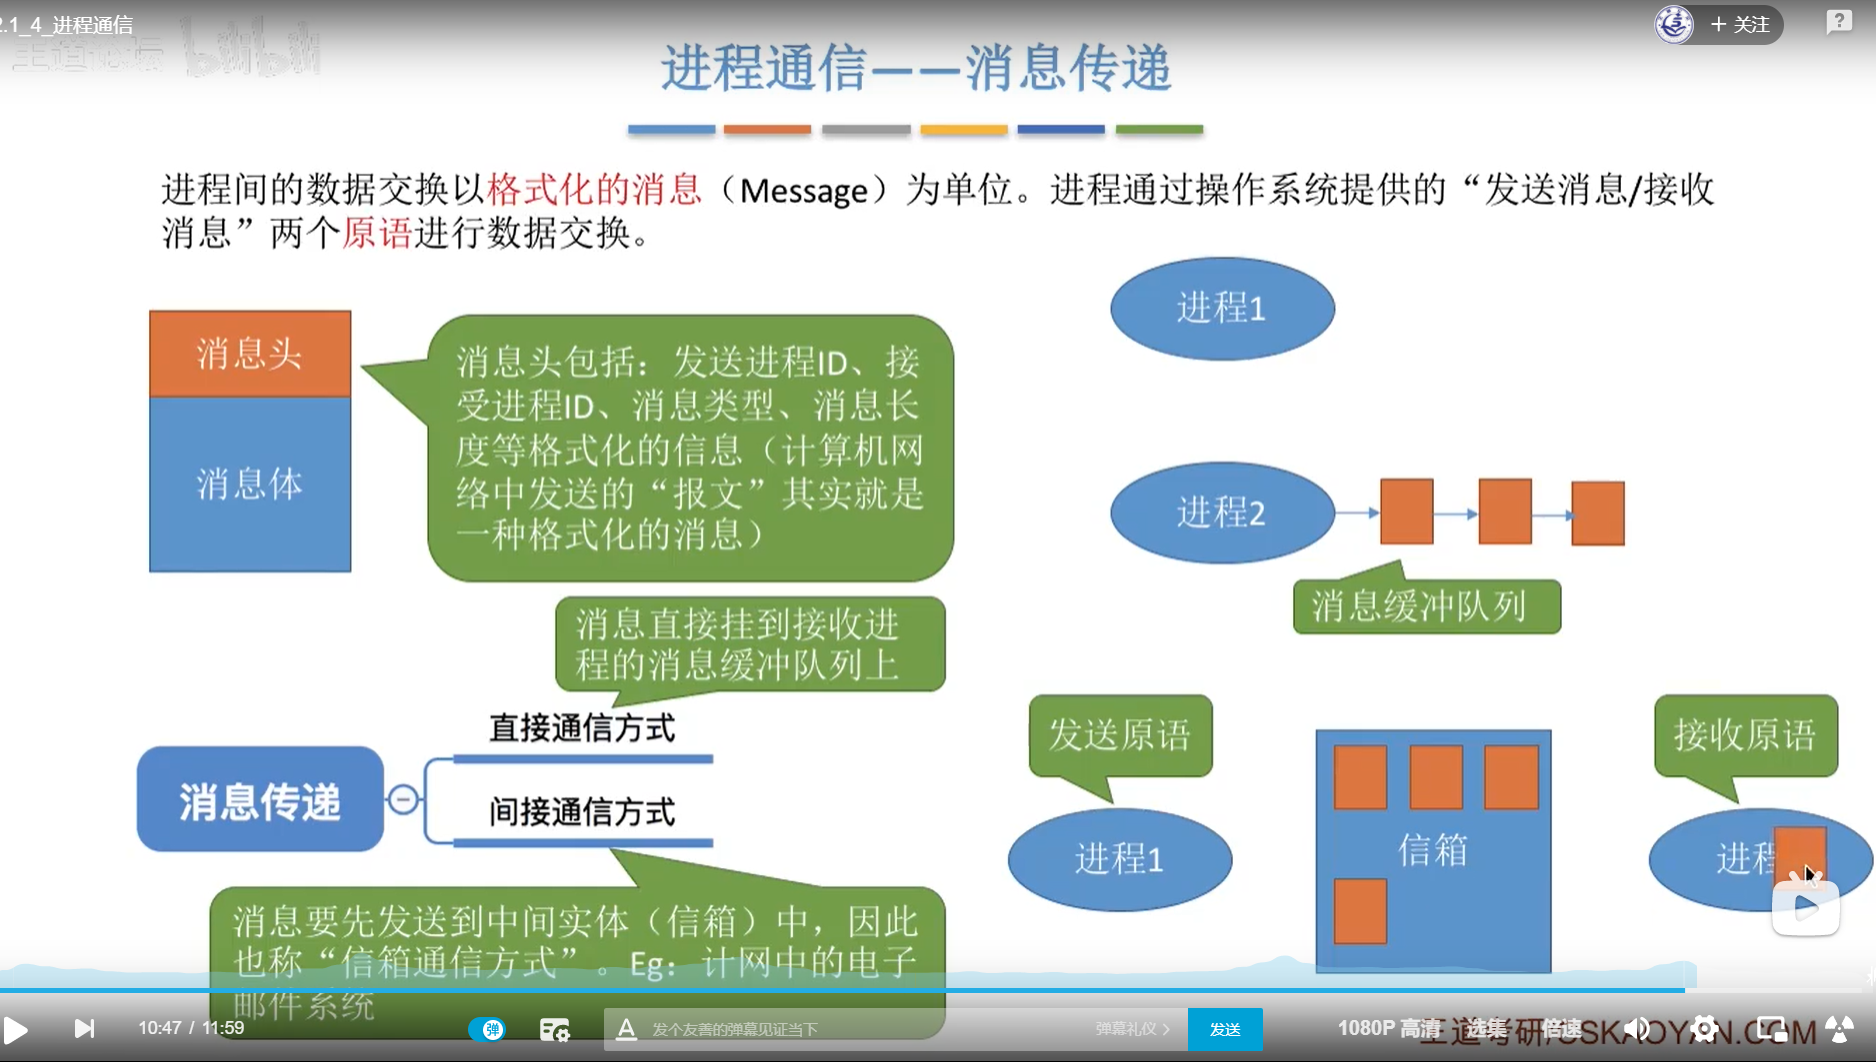 2.1_4_进程通信
王道论坛 bilibili
+ 关注
进程通信——消息传递
进程间的数据交换以格式化的消息（Message）为单位。进程通过操作系统提供的“发送消息/接收
消息”两个原语进行数据交换。
消息头
消息体
消息头包括：发送进程ID、接
受进程ID、消息类型、消息长
度等格式化的信息（计算机网
络中发送的“报文”其实就是
一种格式化的消息）
进程1
进程2
消息缓冲队列
消息直接挂到接收进
程的消息缓冲队列上
直接通信方式
消息传递
间接通信方式
消息要先发送到中间实体（信箱）中，因此
也称“信箱通信方式”。Eg：计网中的电子
邮件系统
发送原语
进程1
信箱
接收原语
进程
10:47 / 11:59
弹
发个友善的弹幕见证当下
弹幕礼仪 >
发送
1080P 高清
选集
倍速
王道考研/CSKAOYAN.COM